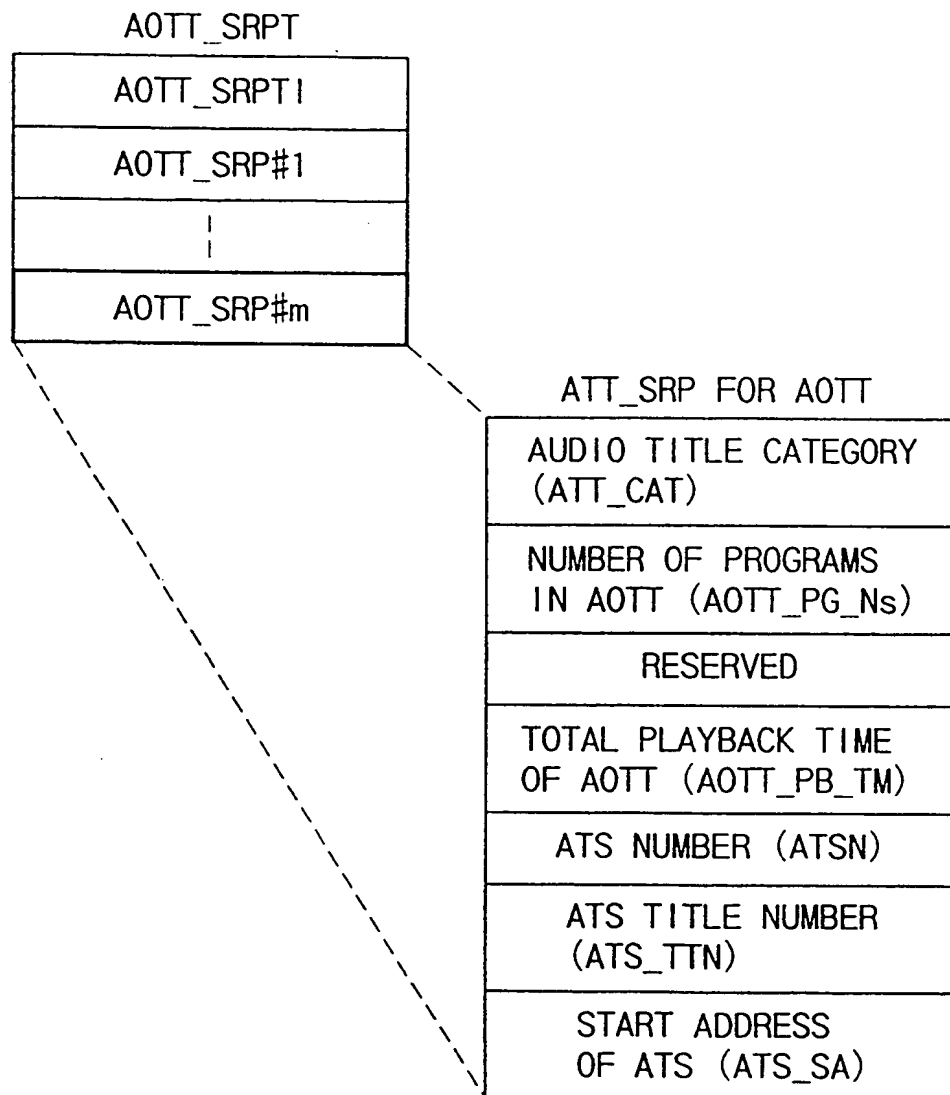 AOTT_SRPT
AOTT_SRPTI
AOTT_SRP#1
AOTT_SRP#m
ATT_SRP FOR AOTT
AUDIO TITLE CATEGORY
(ATT_CAT)
NUMBER OF PROGRAMS
IN AOTT (AOTT_PG_Ns)
RESERVED
TOTAL PLAYBACK TIME
OF AOTT (AOTT_PB_TM)
ATS NUMBER (ATSN)
ATS TITLE NUMBER
(ATS_TTN)
START ADDRESS
OF ATS (ATS_SA)